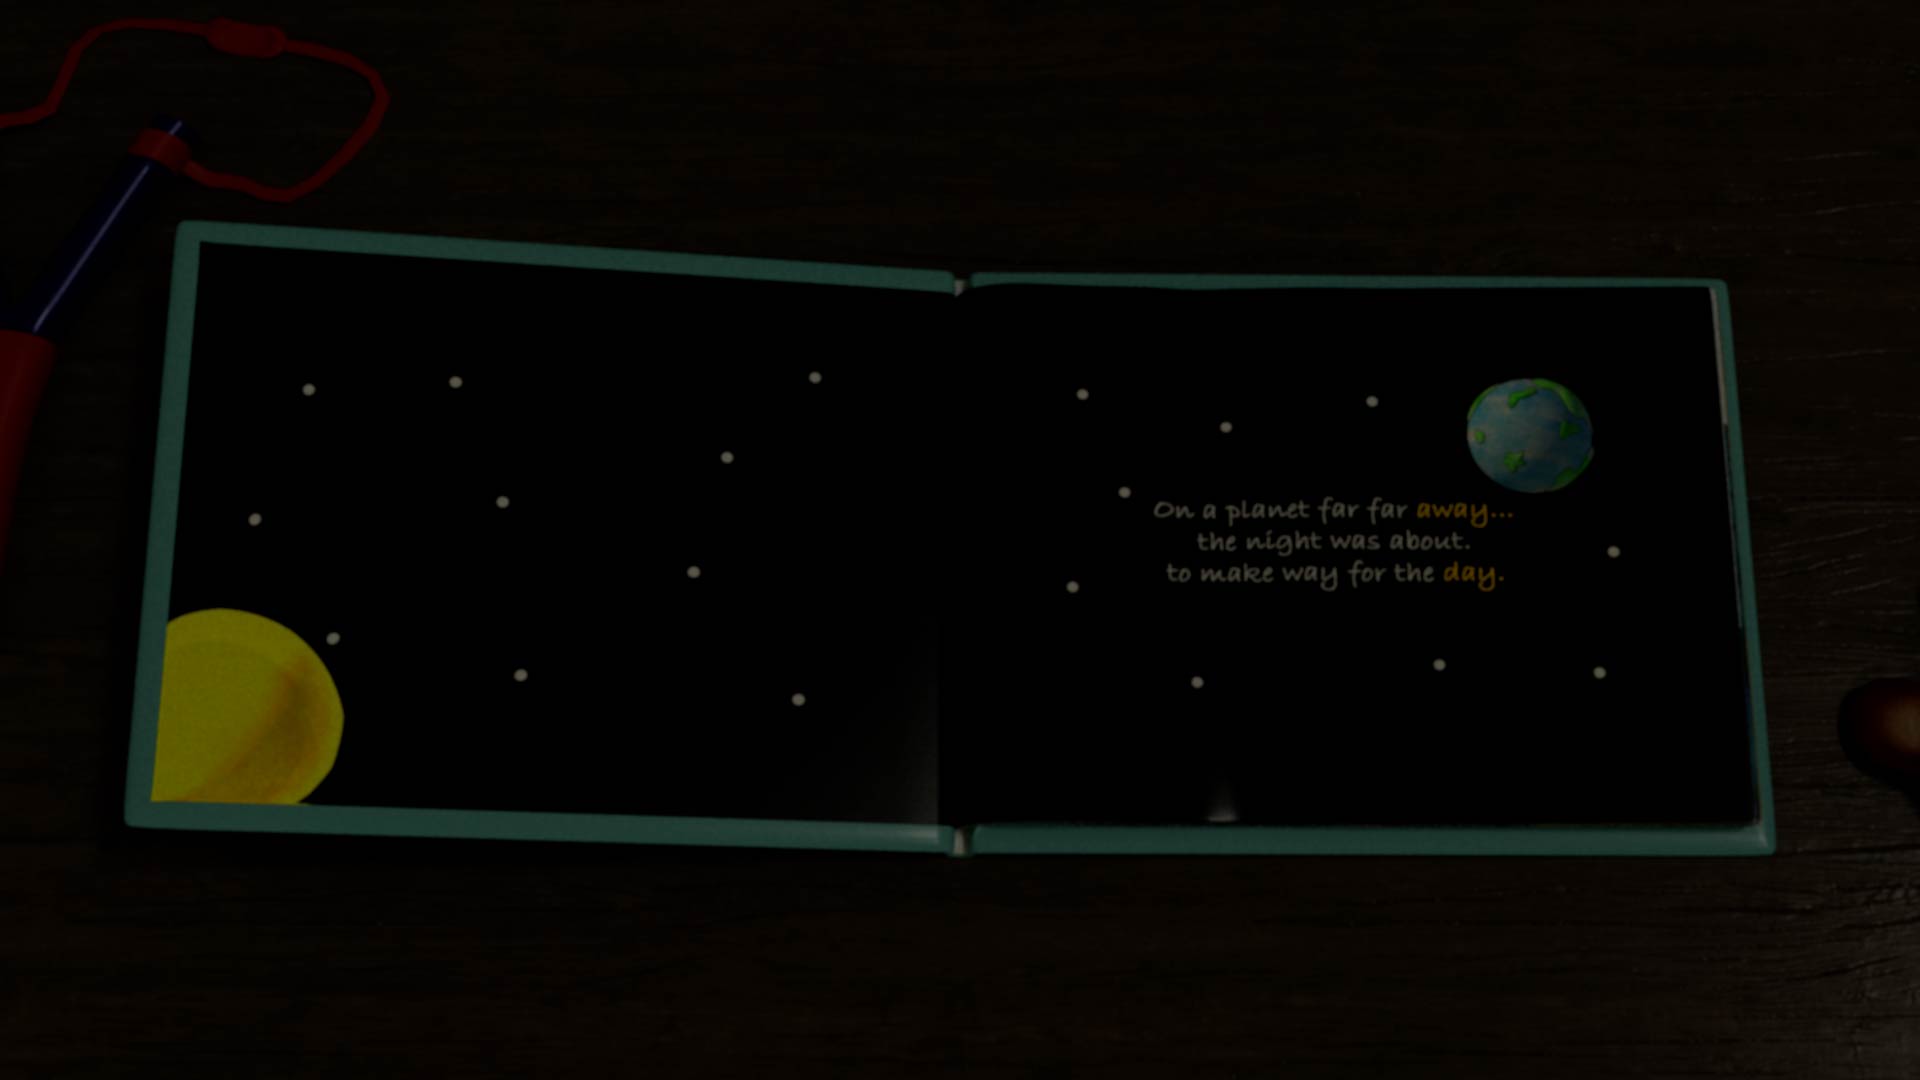 On a planet far far away...
the night was about.
to make way for the day.